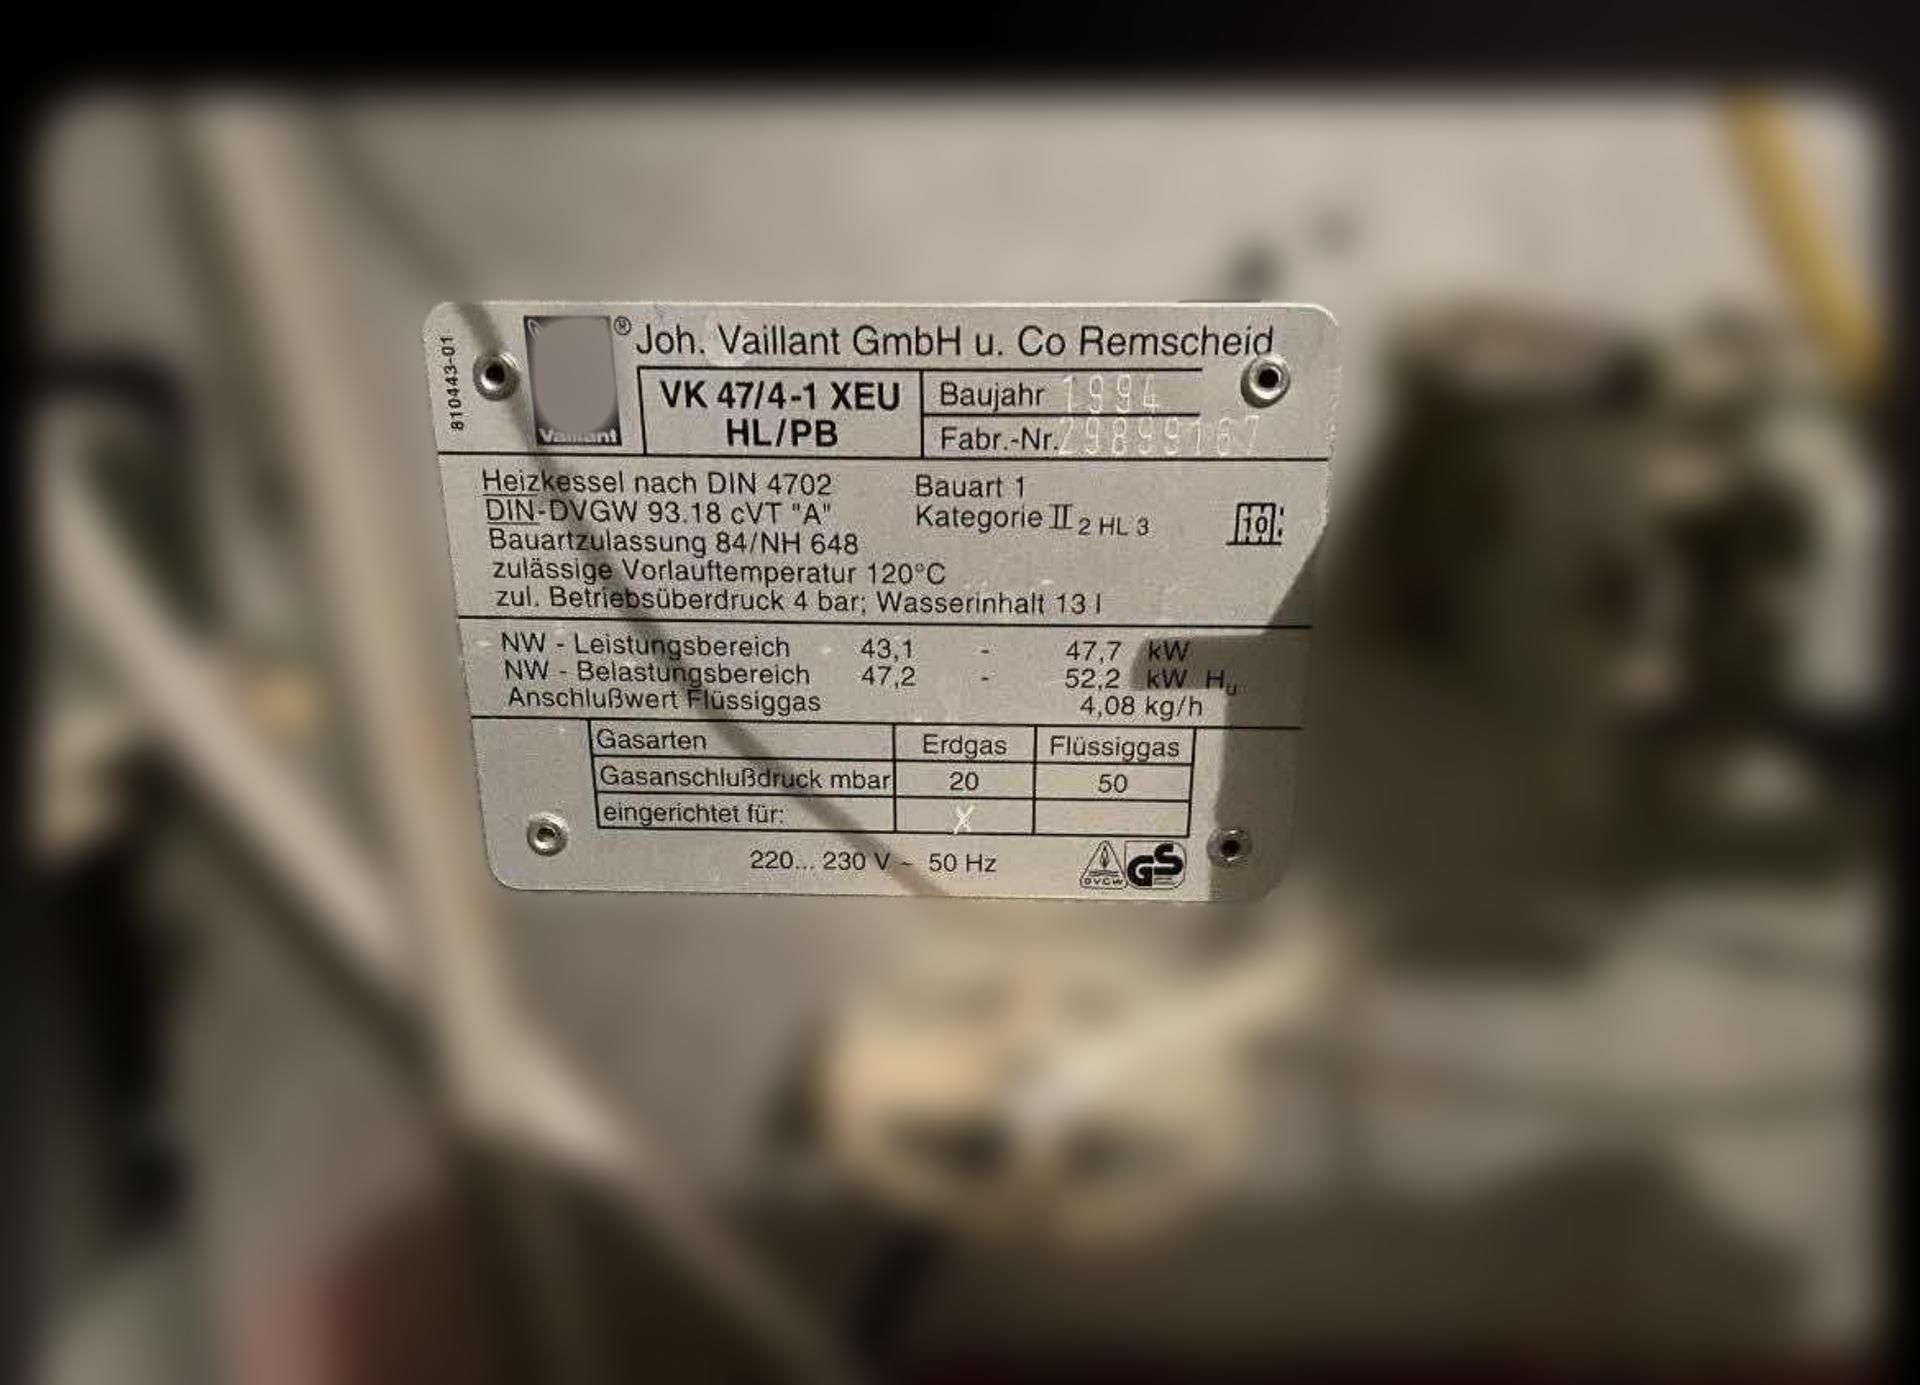 810443-01
Vaillant
® Joh. Vaillant GmbH u. Co Remscheid
VK 47/4-1 XEU
HL/PB
Baujahr 1994
Fabr.-Nr. 29899167
Heizkessel nach DIN 4702
DIN-DVGW 93.18 cVT "A"
Bauartzulassung 84/NH 648
zulässige Vorlauftemperatur 120°C
zul. Betriebsüberdruck 4 bar; Wasserinhalt 13 l
Bauart 1
Kategorie II 2 HL 3
10
NW - Leistungsbereich 43,1 - 47,7 kW
NW - Belastungsbereich 47,2 - 52,2 kW Hu
Anschlußwert Flüssiggas 4,08 kg/h
Gasarten Erdgas Flüssiggas
Gasanschlußdruck mbar 20 50
eingerichtet für: X
220... 230 V ~ 50 Hz
DVGW GS